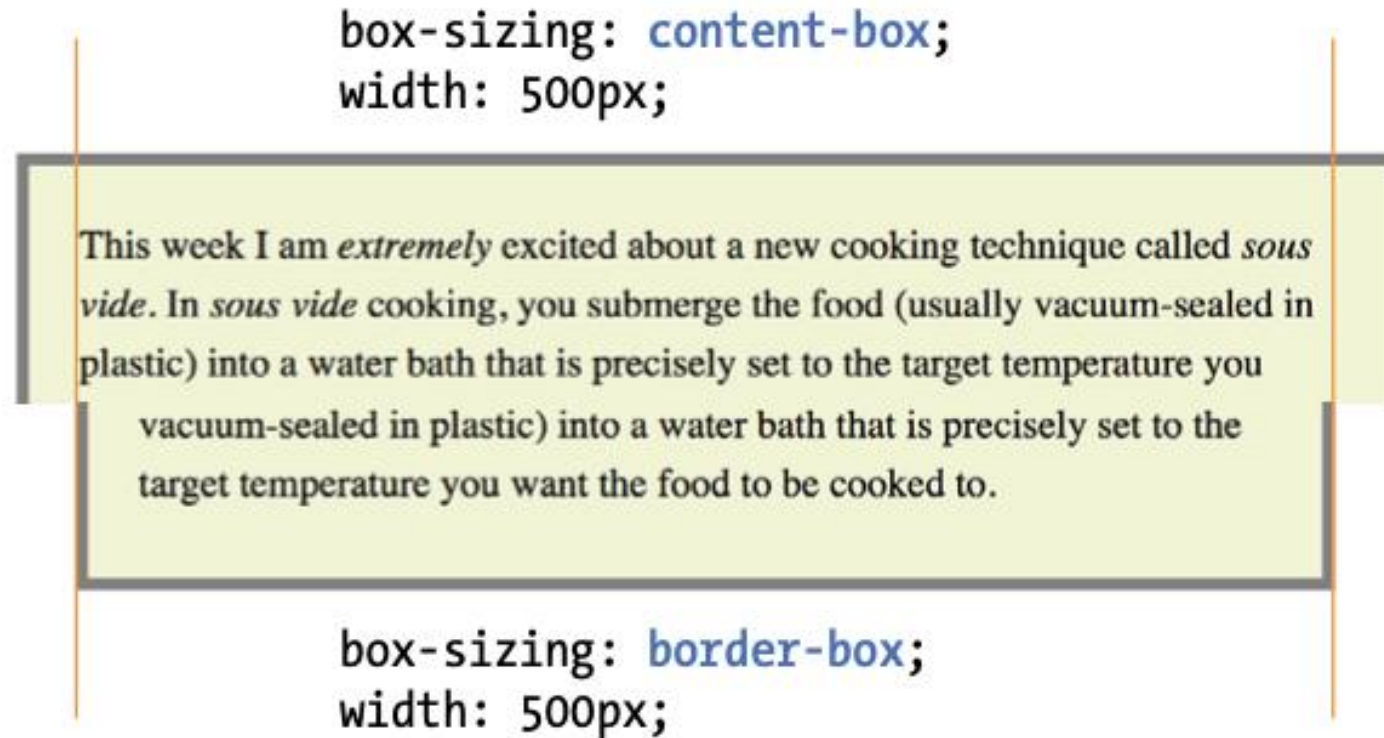 box-sizing: content-box;
width: 500px;
This week I am extremely excited about a new cooking technique called sous
vide. In sous vide cooking, you submerge the food (usually vacuum-sealed in
plastic) into a water bath that is precisely set to the target temperature you
vacuum-sealed in plastic) into a water bath that is precisely set to the
target temperature you want the food to be cooked to.
box-sizing: border-box;
width: 500px;